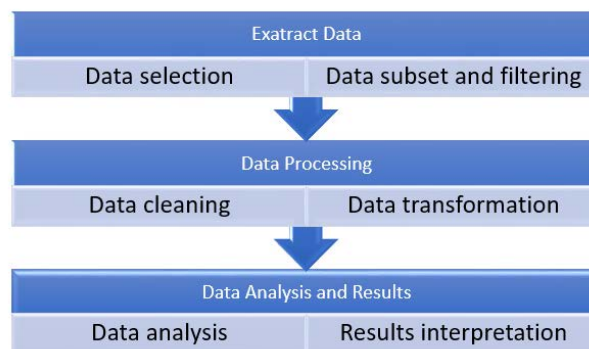 Exatract Data
Data selection
Data subset and filtering
Data Processing
Data cleaning
Data transformation
Data Analysis and Results
Data analysis
Results interpretation